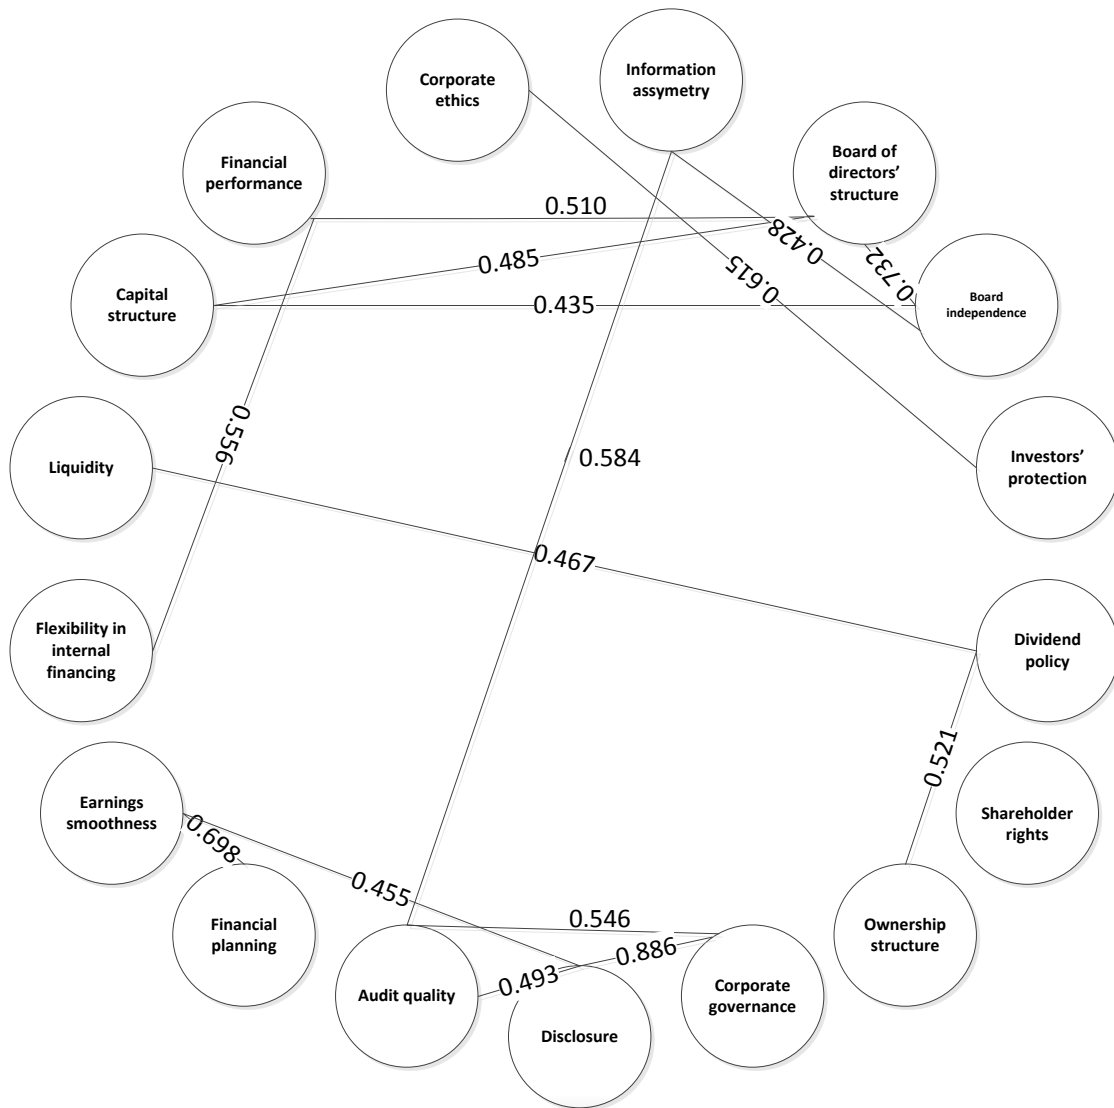 Corporate
ethics
Information
assymetry
Financial
performance
Board of
directors'
structure
0.510
0.428
0.485
0.615
0.732
Capital
structure
0.435
Board
independence
0.556
Liquidity
0.584
Investors'
protection
0.467
Flexibility in
internal
financing
Dividend
policy
0.521
Earnings
smoothness
0.698
Shareholder
rights
0.455
Financial
planning
0.546
0.886
0.493
Ownership
structure
Audit quality
Corporate
governance
Disclosure